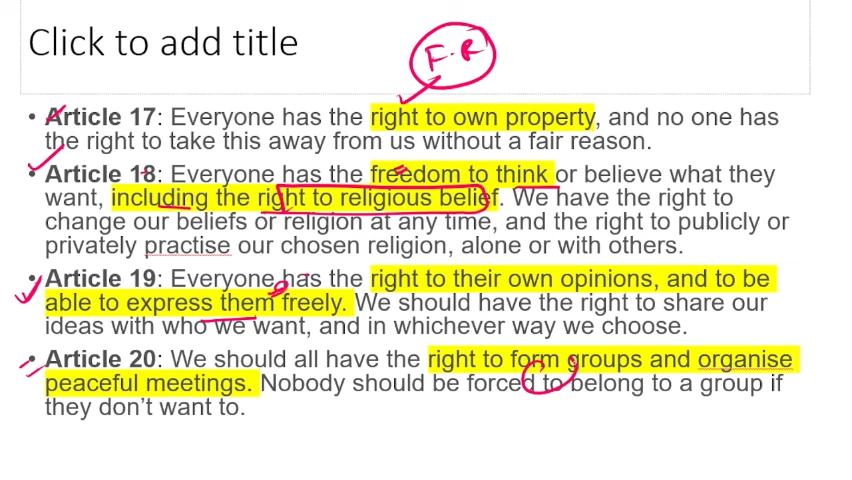 Click to add title
F.R
• Article 17: Everyone has the right to own property, and no one has
the right to take this away from us without a fair reason.
• Article 18: Everyone has the freedom to think or believe what they
want, including the right to religious belief. We have the right to
change our beliefs or religion at any time, and the right to publicly or
privately practise our chosen religion, alone or with others.
• Article 19: Everyone has the right to their own opinions, and to be
able to express them freely. We should have the right to share our
ideas with who we want, and in whichever way we choose.
• Article 20: We should all have the right to form groups and organise
peaceful meetings. Nobody should be forced to belong to a group if
they don’t want to.